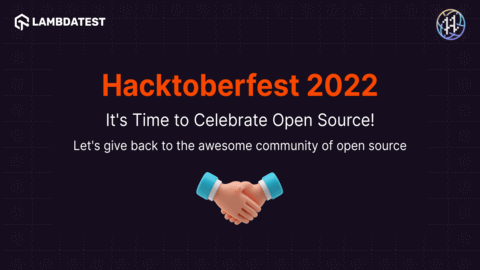 LAMBDATEST
Hacktoberfest 2022
It's Time to Celebrate Open Source!
Let's give back to the awesome community of open source